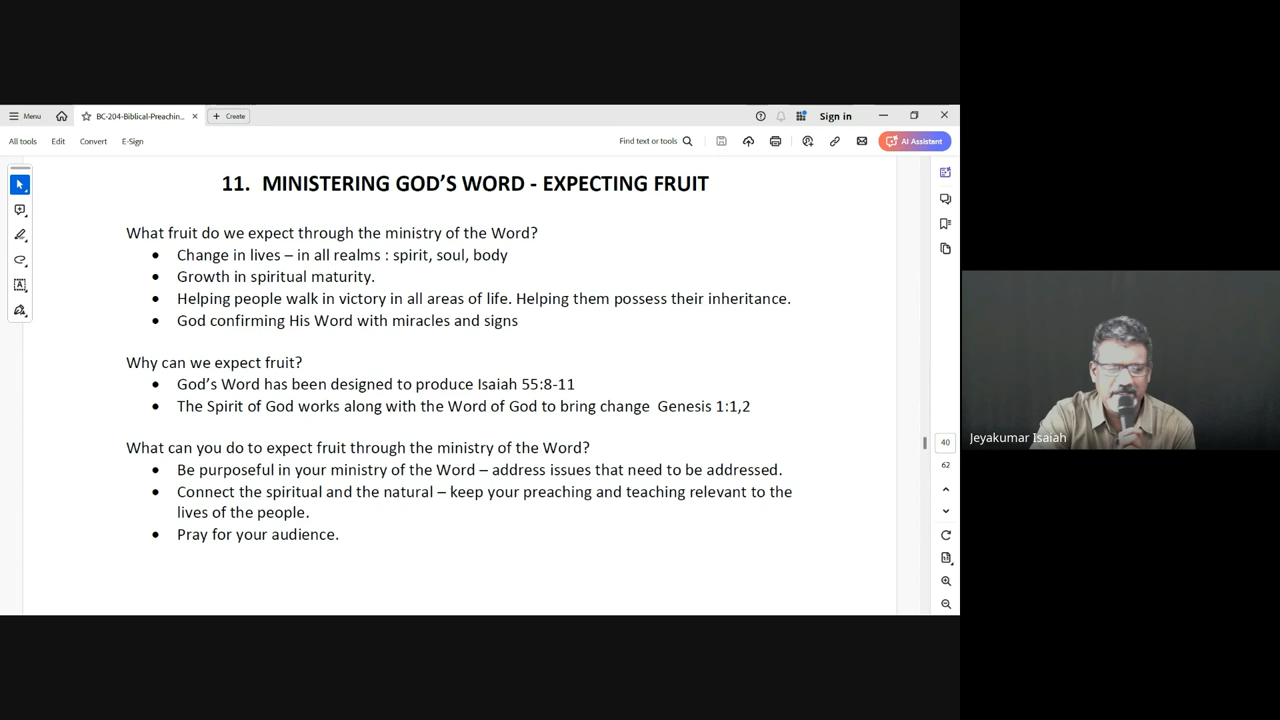 Menu
BC-204-Biblical-Preachin...
Create
Sign in
All tools
Edit
Convert
E-Sign
Find text or tools
AI Assistant
11. MINISTERING GOD'S WORD - EXPECTING FRUIT
What fruit do we expect through the ministry of the Word?
• Change in lives – in all realms : spirit, soul, body
• Growth in spiritual maturity.
• Helping people walk in victory in all areas of life. Helping them possess their inheritance.
• God confirming His Word with miracles and signs
Why can we expect fruit?
• God's Word has been designed to produce Isaiah 55:8-11
• The Spirit of God works along with the Word of God to bring change  Genesis 1:1,2
What can you do to expect fruit through the ministry of the Word?
• Be purposeful in your ministry of the Word – address issues that need to be addressed.
• Connect the spiritual and the natural – keep your preaching and teaching relevant to the
lives of the people.
• Pray for your audience.
40
62
Jeyakumar Isaiah